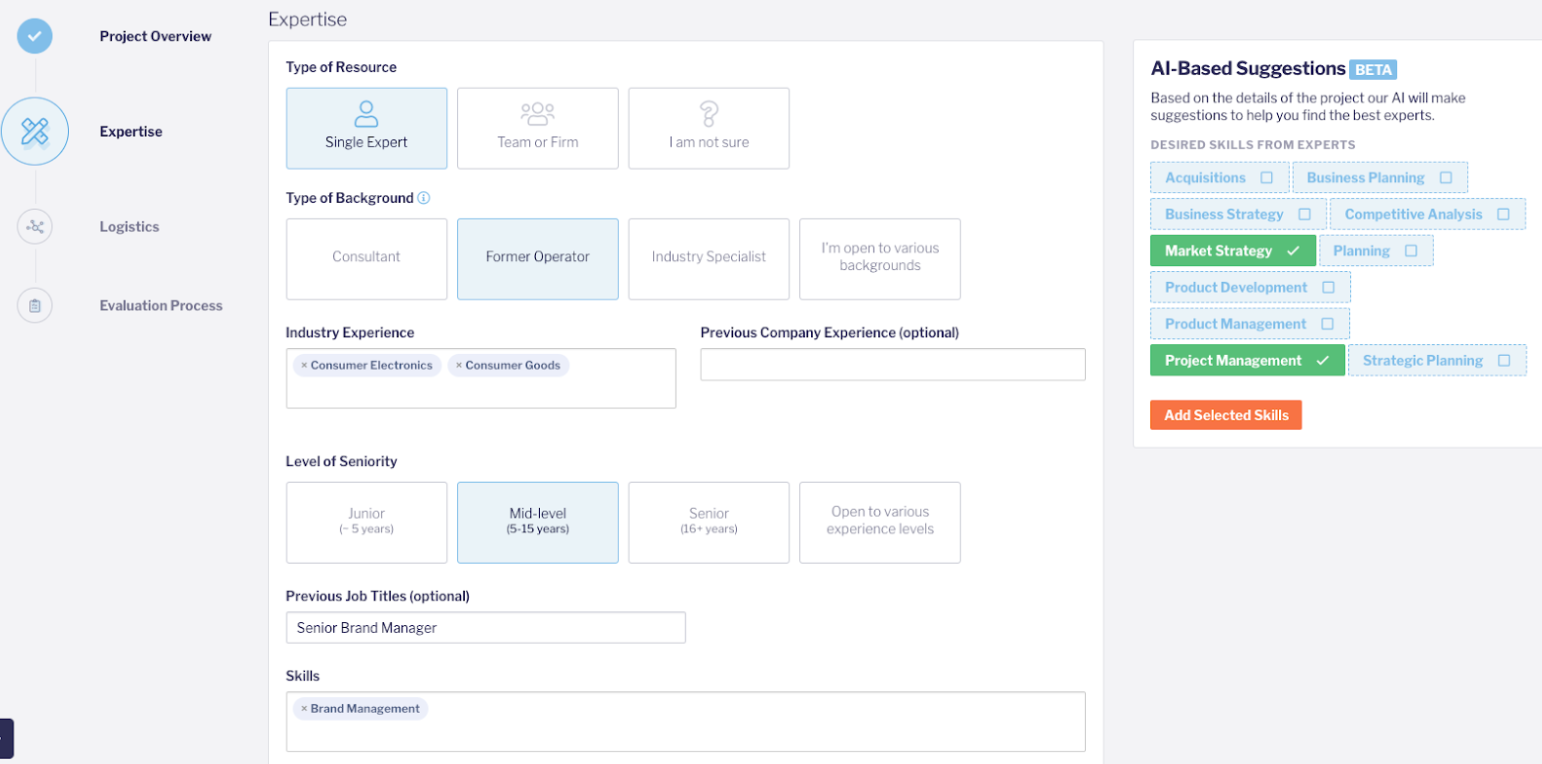 Project Overview
Expertise
Logistics
Evaluation Process
Expertise
Type of Resource
Single Expert
Team or Firm
I am not sure
Type of Background
Consultant
Former Operator
Industry Specialist
I'm open to various
backgrounds
Industry Experience
× Consumer Electronics × Consumer Goods
Previous Company Experience (optional)
Level of Seniority
Junior
(~ 5 years)
Mid-level
(5-15 years)
Senior
(16+ years)
Open to various
experience levels
Previous Job Titles (optional)
Senior Brand Manager
Skills
× Brand Management
AI-Based Suggestions BETA
Based on the details of the project our AI will make
suggestions to help you find the best experts.
DESIRED SKILLS FROM EXPERTS
Acquisitions Business Planning
Business Strategy Competitive Analysis
Market Strategy Planning
Product Development
Product Management
Project Management Strategic Planning
Add Selected Skills